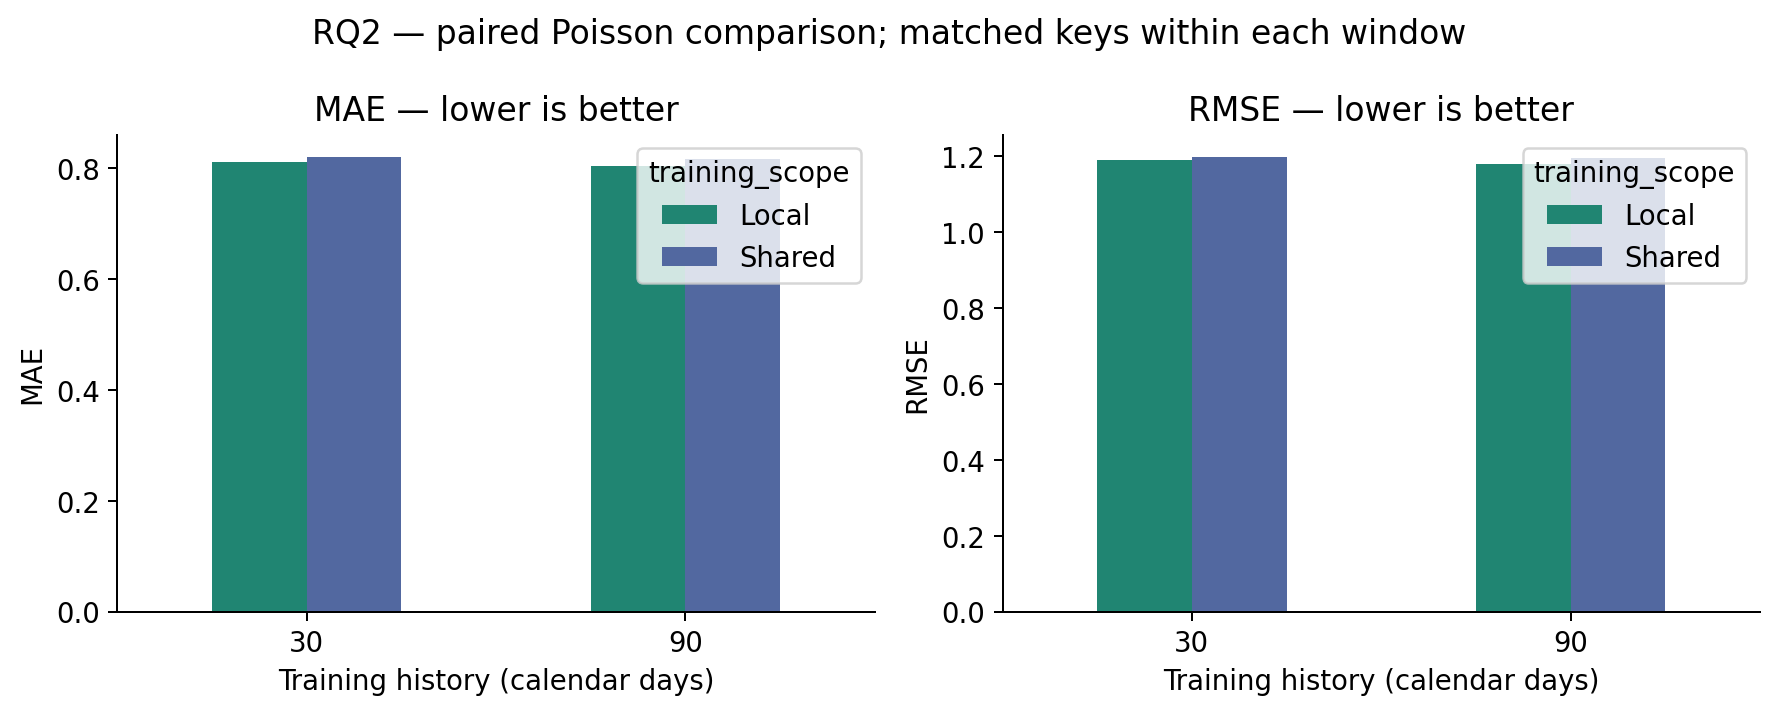 RQ2 — paired Poisson comparison; matched keys within each window
MAE — lower is better
MAE
0.8
0.6
0.4
0.2
0.0
30
90
Training history (calendar days)
training_scope
Local
Shared
RMSE — lower is better
RMSE
1.2
1.0
0.8
0.6
0.4
0.2
0.0
30
90
Training history (calendar days)
training_scope
Local
Shared